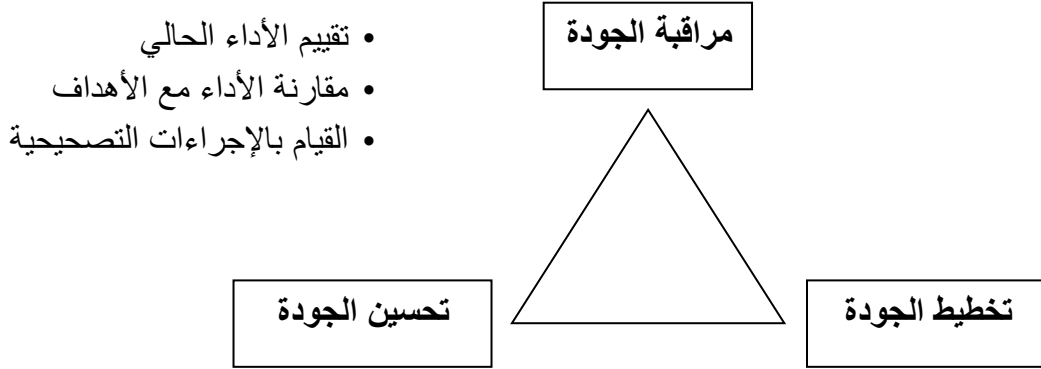 مراقبة الجودة
• تقييم الأداء الحالي
• مقارنة الأداء مع الأهداف
• القيام بالإجراءات التصحيحية
تخطيط الجودة
تحسين الجودة